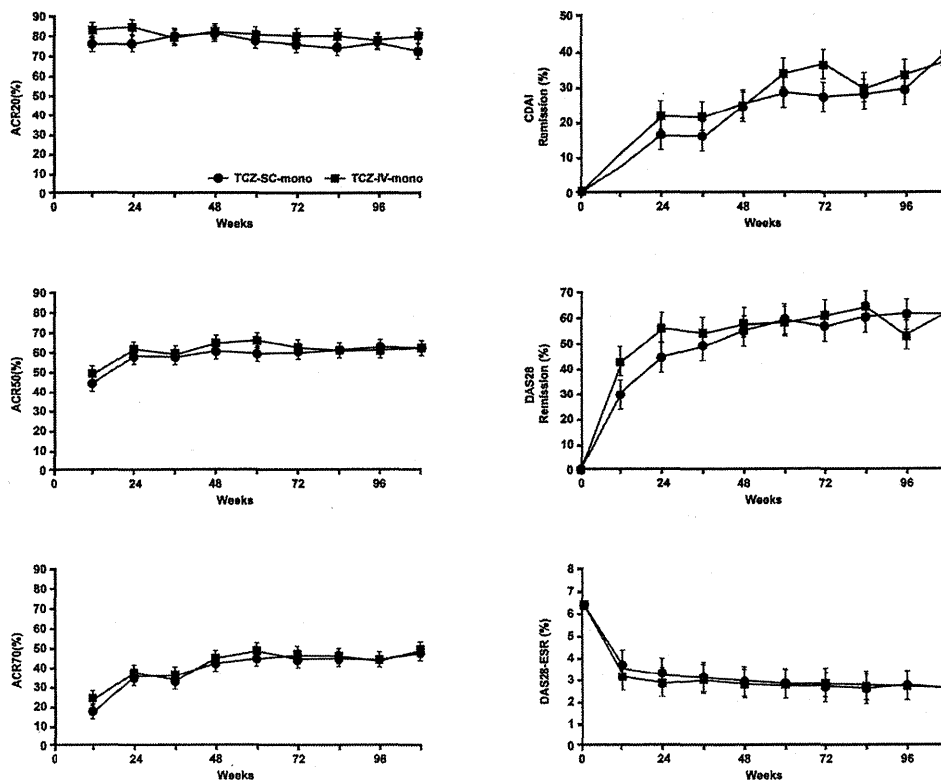 ACR20(%)
90
80
70
60
50
40
30
20
10
0
TCZ-SC-mono TCZ-IV-mono
0 24 48 72 96
Weeks
CDAI
Remission (%)
50
40
30
20
10
0
0 24 48 72 96
Weeks
ACR50(%)
90
80
70
60
50
40
30
20
10
0
0 24 48 72 96
Weeks
DAS28
Remission (%)
70
60
50
40
30
20
10
0
0 24 48 72 96
Weeks
ACR70(%)
90
80
70
60
50
40
30
20
10
0
0 24 48 72 96
Weeks
DAS28-ESR (%)
8
7
6
5
4
3
2
1
0
0 24 48 72 96
Weeks